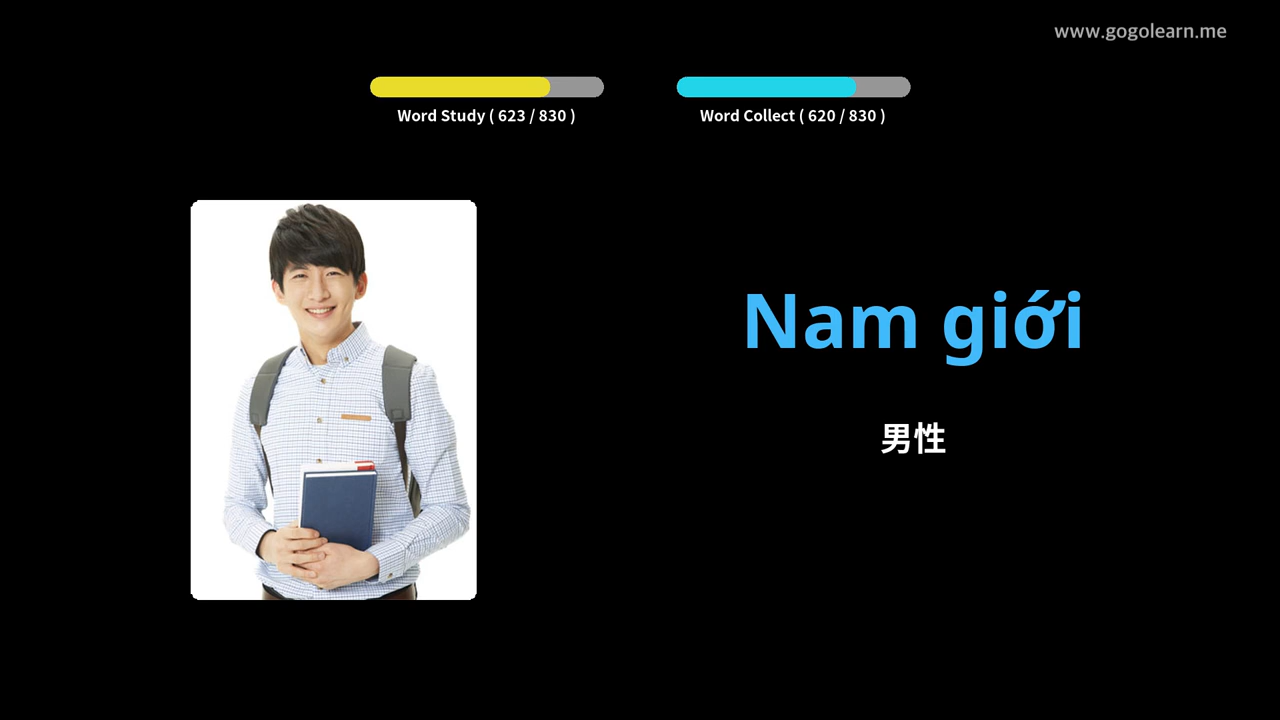 www.gogolearn.me
Word Study ( 623 / 830 )
Word Collect ( 620 / 830 )
Nam giới
男性